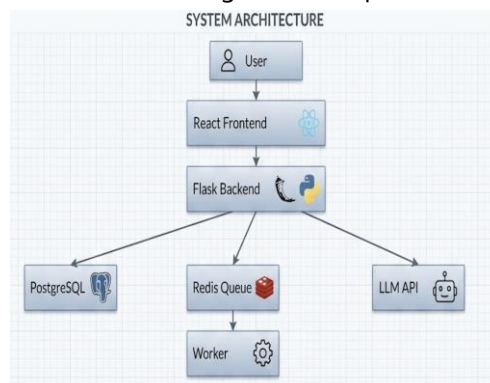 SYSTEM ARCHITECTURE
User
React Frontend
Flask Backend
PostgreSQL
Redis Queue
LLM API
Worker